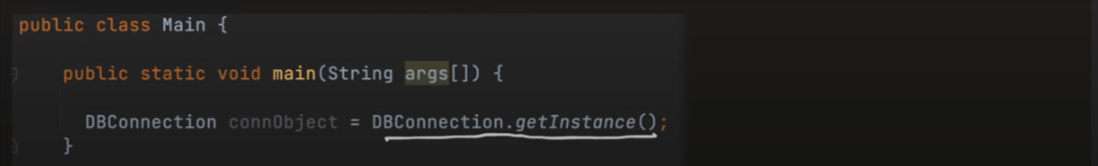 public class Main {
public static void main(String args[]) {
DBConnection connObject = DBConnection.getInstance();
}